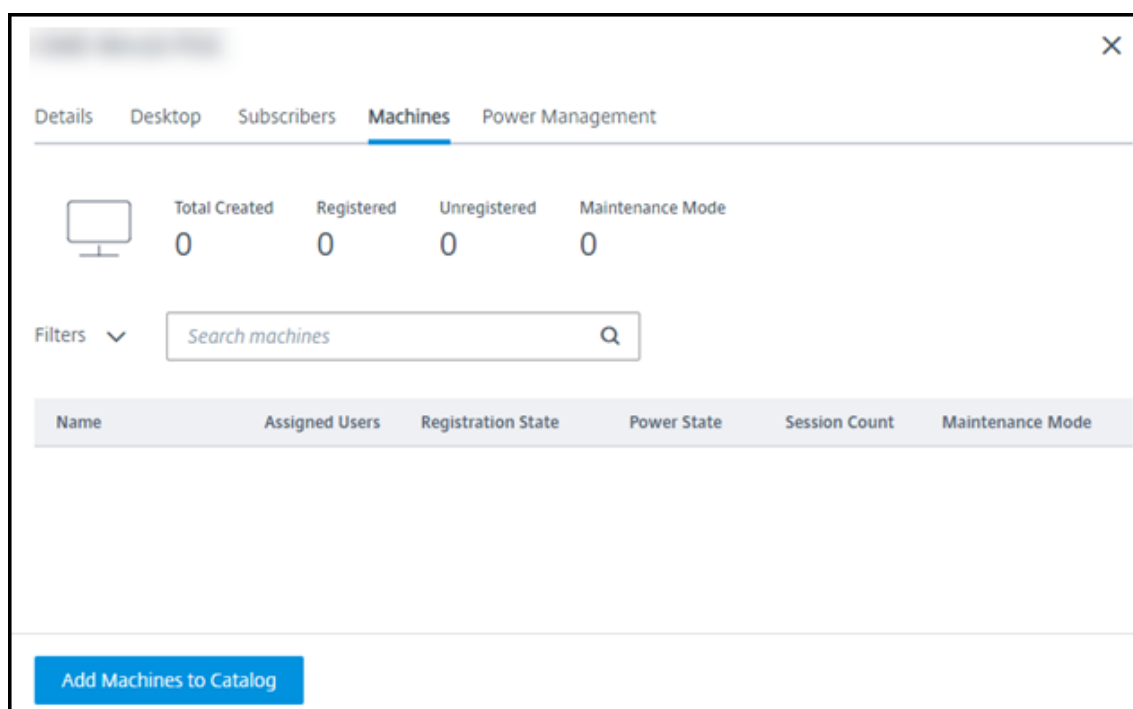 Details Desktop Subscribers Machines Power Management
Total Created Registered Unregistered Maintenance Mode
0 0 0 0
Filters Search machines
Name Assigned Users Registration State Power State Session Count Maintenance Mode
Add Machines to Catalog